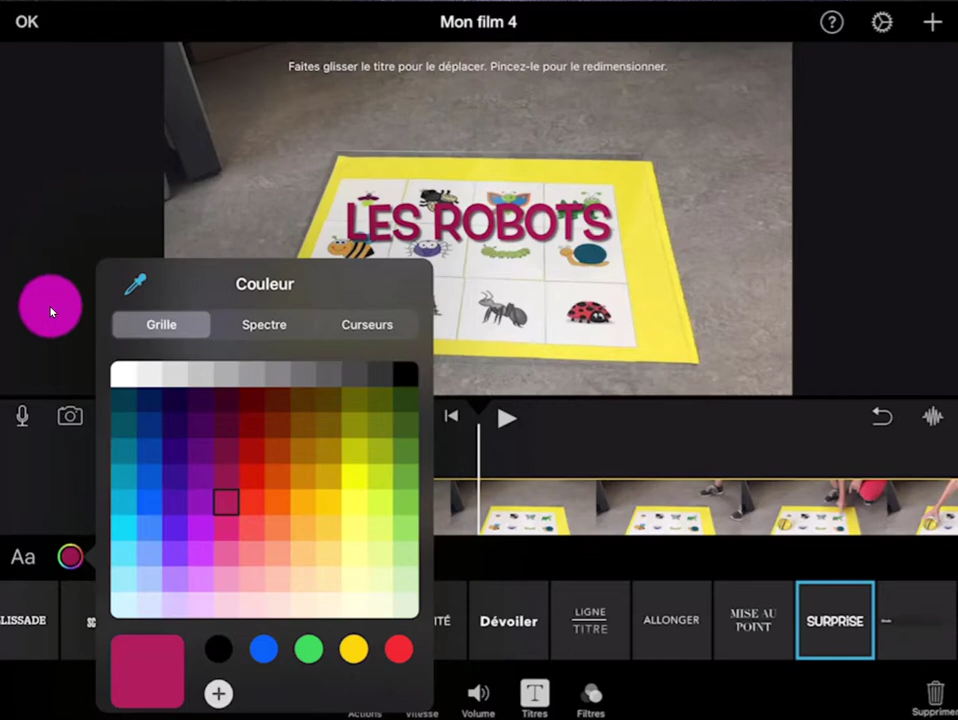 OK
Mon film 4
?
Faites glisser le titre pour le déplacer. Pincez-le pour le redimensionner.
LES ROBOTS
Couleur
Grille
Spectre
Curseurs
Aa
LISSADE
ITÉ
Dévoiler
LIGNE
TITRE
ALLONGER
MISE AU
POINT
SURPRISE
Actions
Vitesse
Volume
T
Titres
Filtres
Supprimer